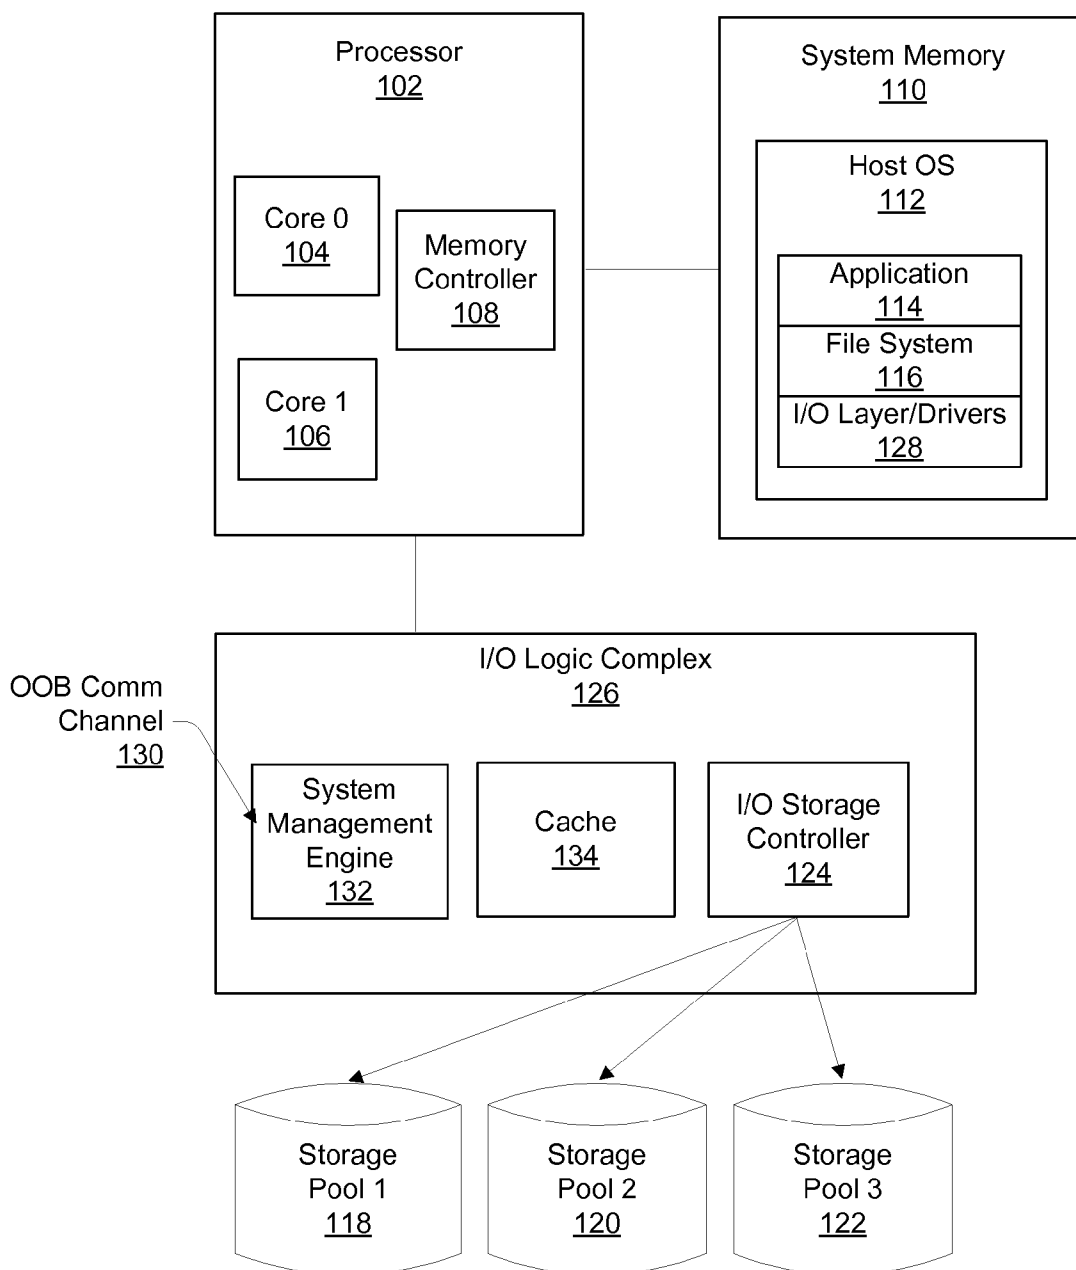 Processor
102
Core 0
104
Memory
Controller
108
Core 1
106
System Memory
110
Host OS
112
Application
114
File System
116
I/O Layer/Drivers
128
I/O Logic Complex
126
OOB Comm
Channel
130
System
Management
Engine
132
Cache
134
I/O Storage
Controller
124
Storage
Pool 1
118
Storage
Pool 2
120
Storage
Pool 3
122